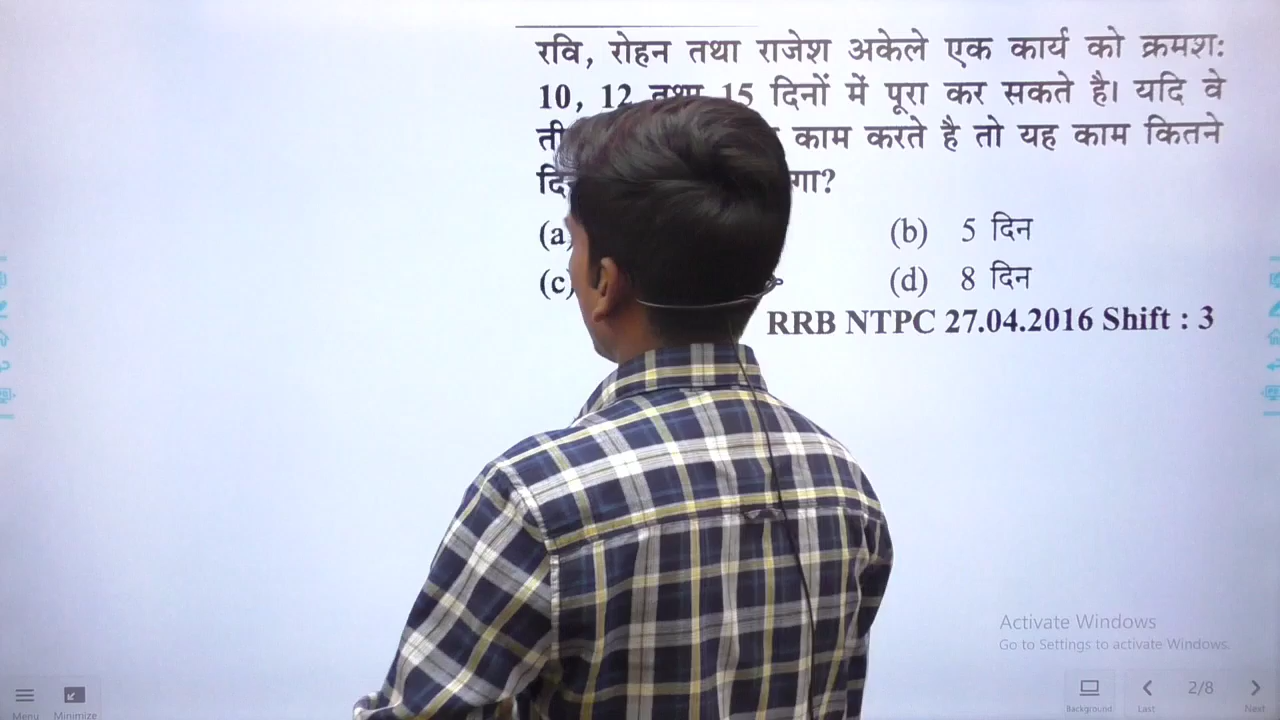 रवि, रोहन तथा राजेश अकेले एक कार्य को क्रमशः
10, 12 तथा 15 दिनों में पूरा कर सकते है। यदि वे
काम करते है तो यह काम कितने
(a) (b) 5 दिन
(c) (d) 8 दिन
RRB NTPC 27.04.2016 Shift : 3
Activate Windows
Go to Settings to activate Windows.
Menu Minimize Background Last 2/8 Next